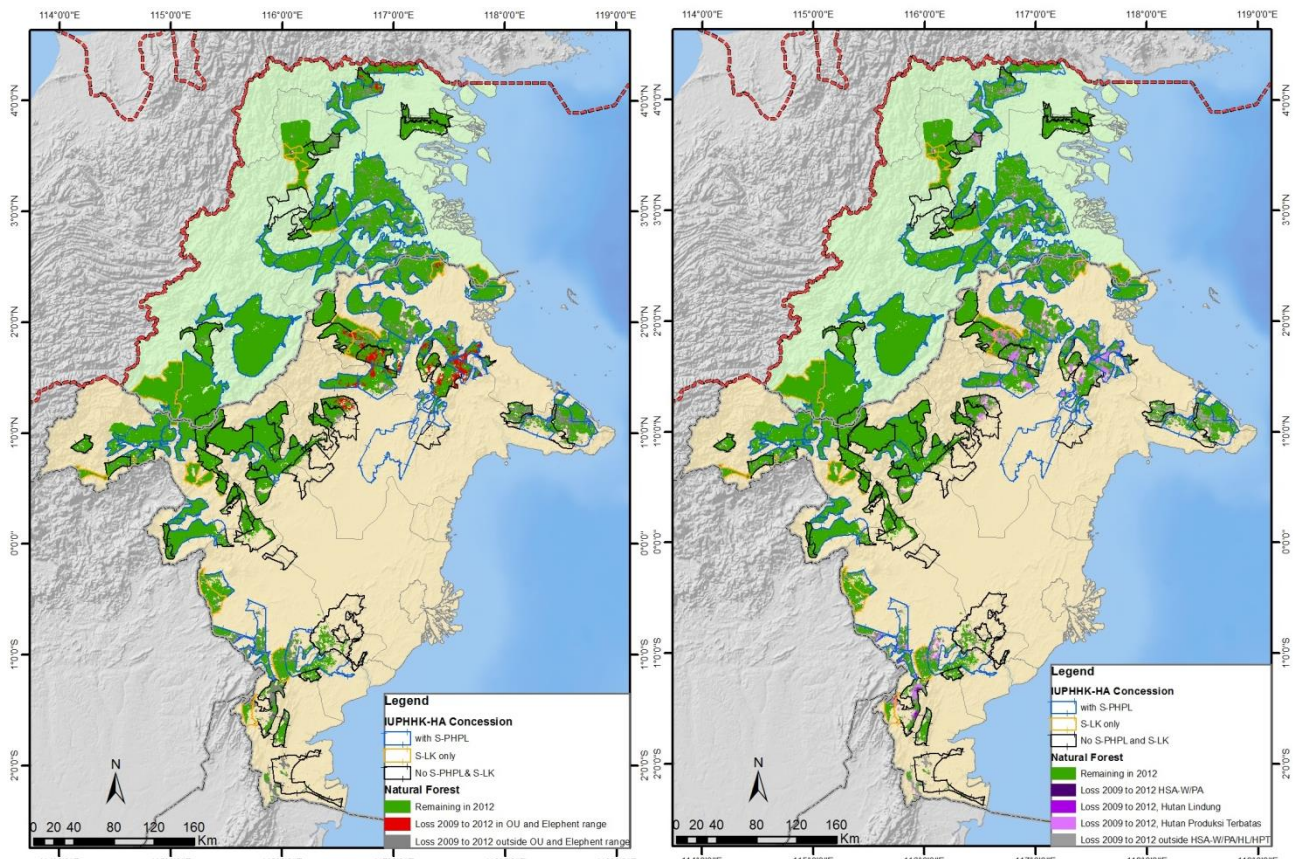 114°0'0"E 115°0'0"E 116°0'0"E 117°0'0"E 118°0'0"E 119°0'0"E
4°0'0"N
3°0'0"N
2°0'0"N
1°0'0"N
0°0'0"
1°0'0"S
2°0'0"S
N
0 20 40 80 120 160
Km
Legend
IUPHHK-HA Concession
with S-PHPL
S-LK only
No S-PHPL & S-LK
Natural Forest
Remaining in 2012
Loss 2009 to 2012 in OU and Elephent range
Loss 2009 to 2012 outside OU and Elephent range
114°0'0"E 115°0'0"E 116°0'0"E 117°0'0"E 118°0'0"E 119°0'0"E
4°0'0"N
3°0'0"N
2°0'0"N
1°0'0"N
0°0'0"
1°0'0"S
2°0'0"S
N
0 20 40 80 120 160
Km
Legend
IUPHHK-HA Concession
with S-PHPL
S-LK only
No S-PHPL and S-LK
Natural Forest
Remaining in 2012
Loss 2009 to 2012 HSA-W/PA
Loss 2009 to 2012, Hutan Lindung
Loss 2009 to 2012, Hutan Produksi Terbatas
Loss 2009 to 2012 outside HSA-W/PA/HL/HPT